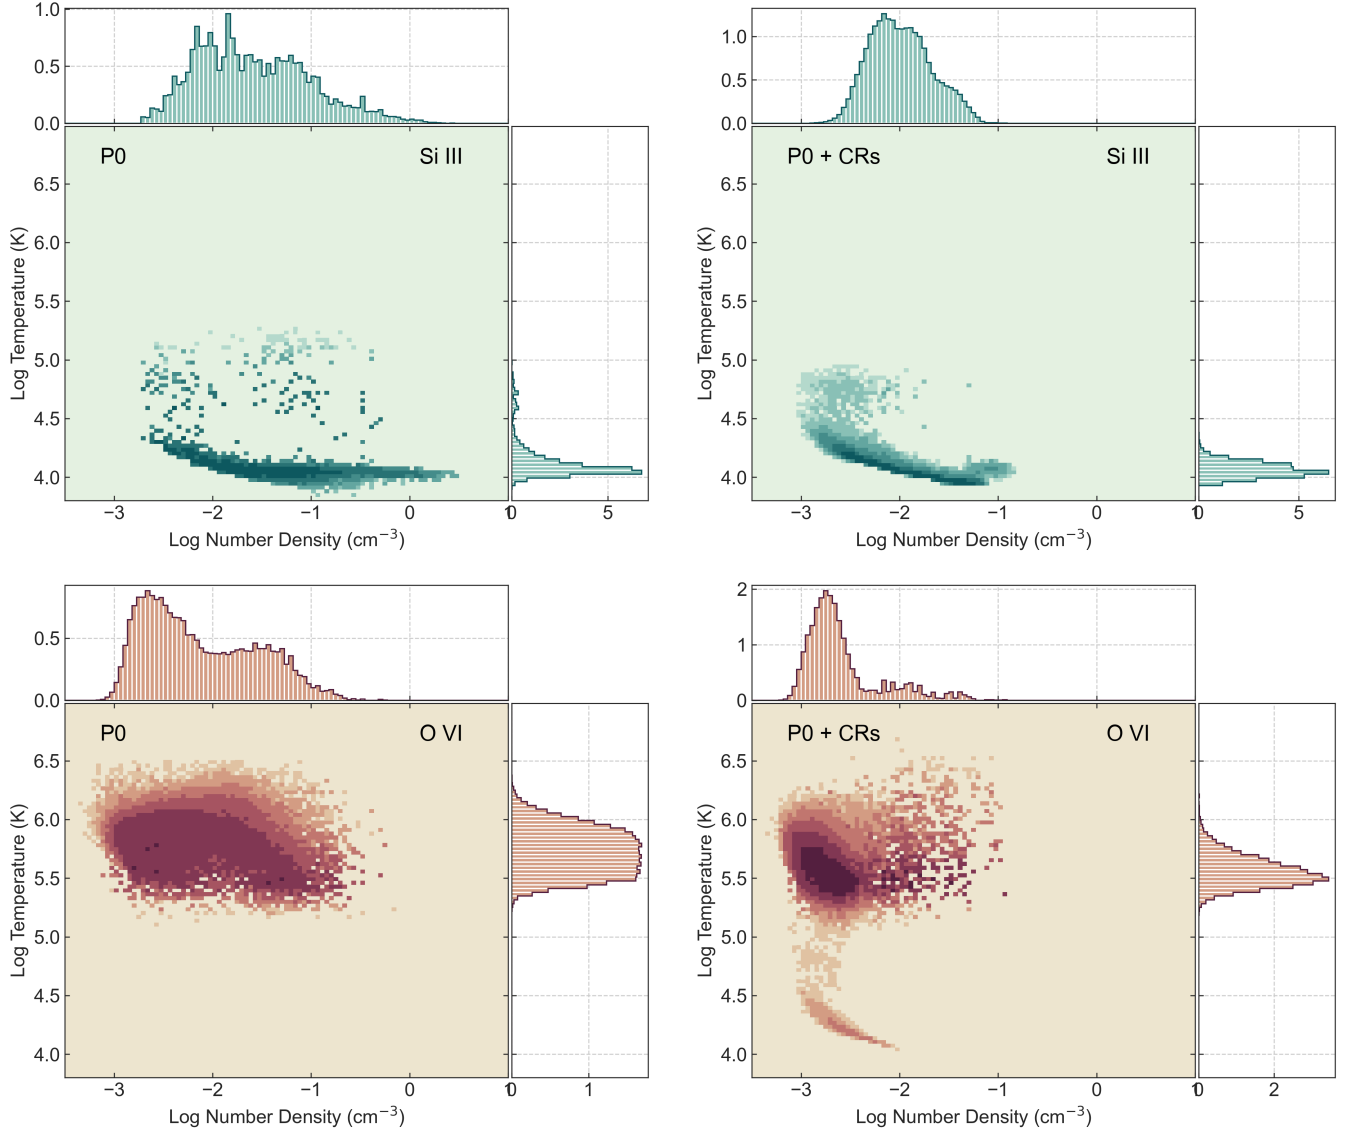 1.0
0.5
0.0
P0 Si III
6.5
6.0
5.5
5.0
4.5
4.0
Log Temperature (K)
−3 −2 −1 0 0 5
Log Number Density (cm−3)
1.0
0.5
0.0
P0 + CRs Si III
6.5
6.0
5.5
5.0
4.5
4.0
Log Temperature (K)
−3 −2 −1 0 0 5
Log Number Density (cm−3)
0.5
0.0
P0 O VI
6.5
6.0
5.5
5.0
4.5
4.0
Log Temperature (K)
−3 −2 −1 0 0 1
Log Number Density (cm−3)
2
1
0
P0 + CRs O VI
6.5
6.0
5.5
5.0
4.5
4.0
Log Temperature (K)
−3 −2 −1 0 0 2
Log Number Density (cm−3)